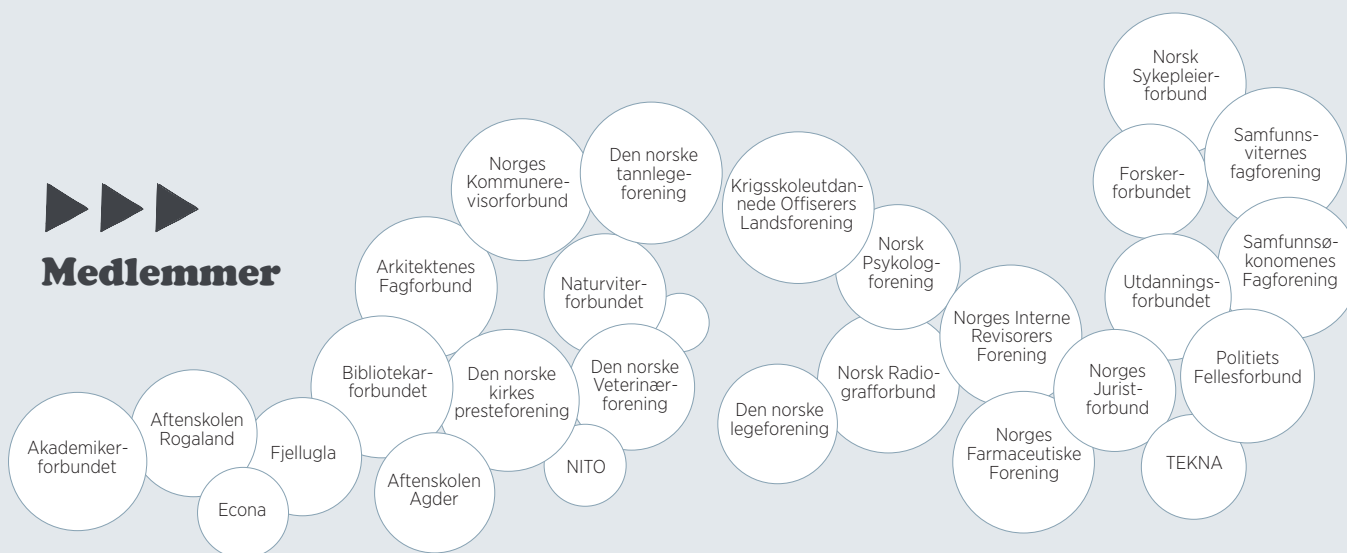 Medlemmer
Akademiker-
forbundet
Aftenskolen
Rogaland
Econa
Fjellugla
Bibliotekar-
forbundet
Aftenskolen
Agder
Arkitektenes
Fagforbund
Norges
Kommunere-
visorforbund
Den norske
tannlege-
forening
Naturviter-
forbundet
Den norske
kirkes
presteforening
Den norske
Veterinær-
forening
NITO
Krigsskoleutdan-
nede Offiserers
Landsforening
Norsk
Psykolog-
forening
Den norske
legeforening
Norsk Radio-
grafforbund
Norges Interne
Revisorers
Forening
Norges
Farmaceutiske
Forening
Norges
Jurist-
forbund
Norsk
Sykepleier-
forbund
Forsker-
forbundet
Samfunns-
viternes
fagforening
Samfunnsø-
konomenes
Fagforening
Utdannings-
forbundet
Politiets
Fellesforbund
TEKNA